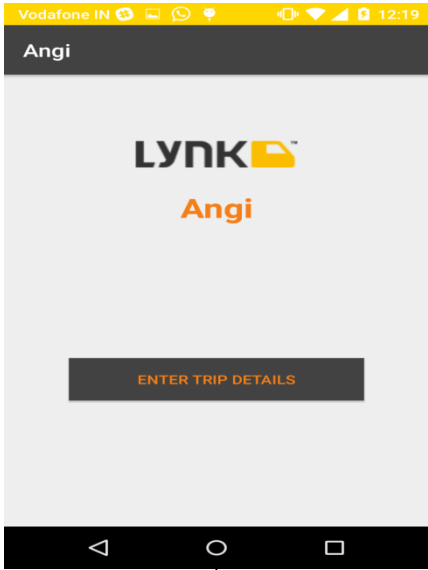 Vodafone IN 12:19
Angi
LYNK™
Angi
ENTER TRIP DETAILS